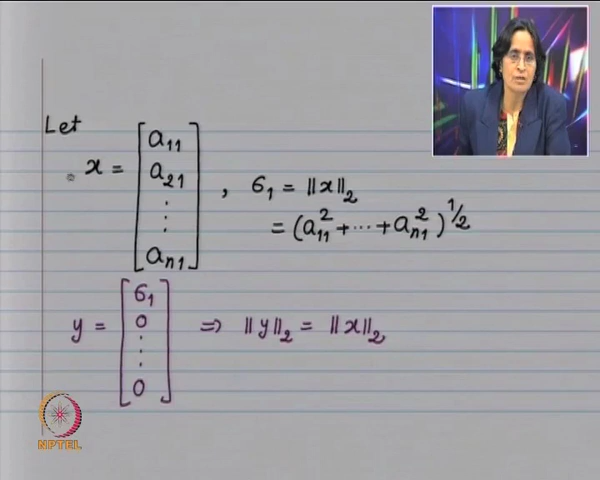 Let
x = [a₁₁ a₂₁ ⋮ aₙ₁] , σ₁ = ‖x‖₂
= (a₁₁² + ⋯ + aₙ₁²)^½
y = [σ₁ 0 ⋮ 0] ⇒ ‖y‖₂ = ‖x‖₂
NPTEL